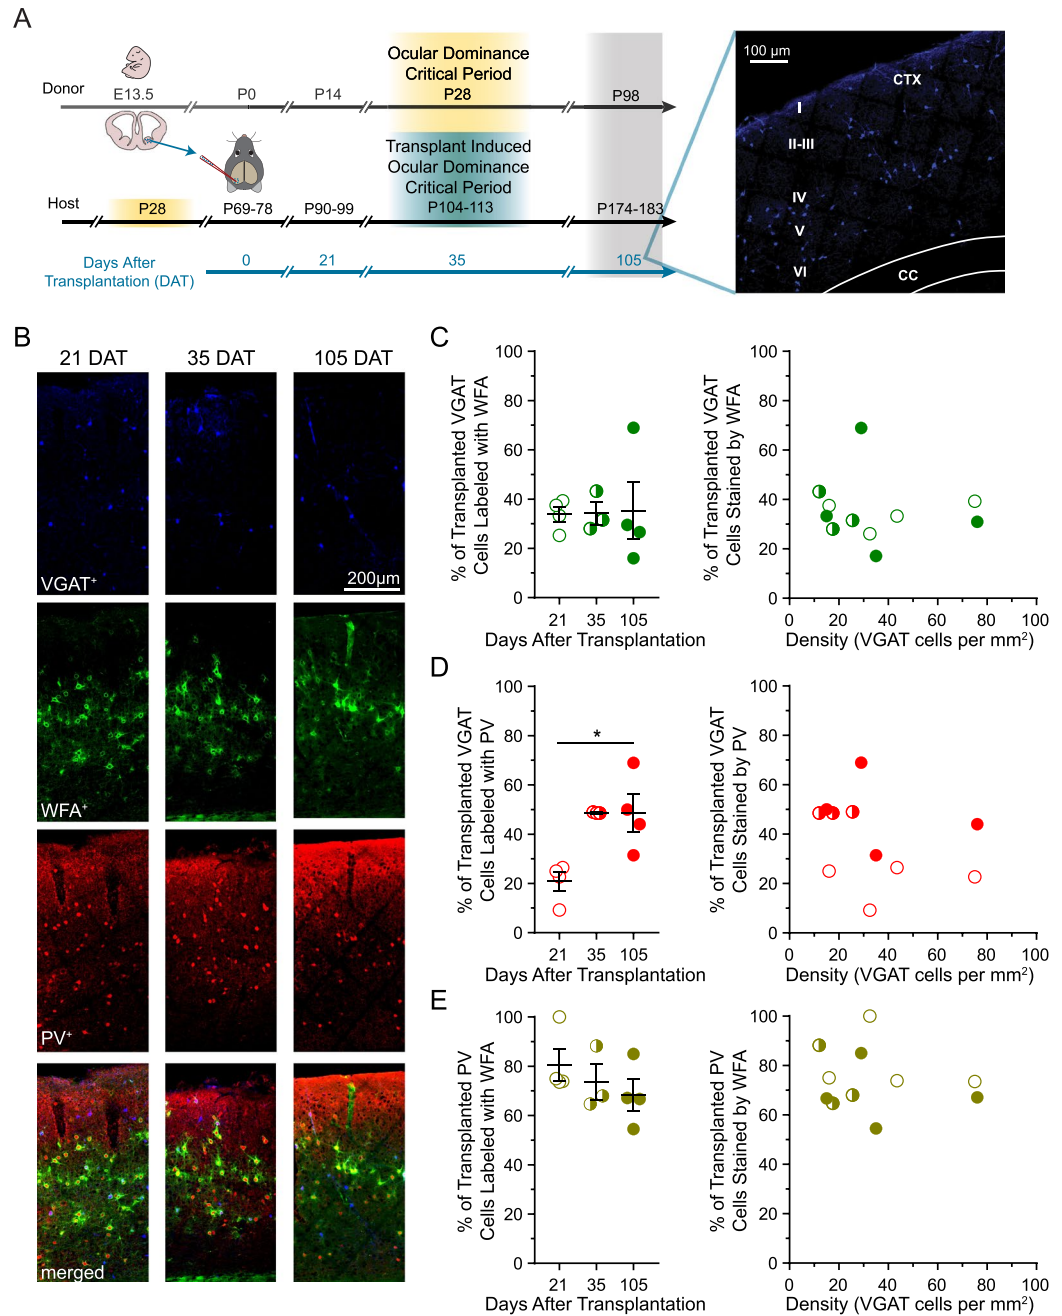 A
Ocular Dominance
Critical Period
Donor
E13.5 P0 P14 P28 P98
Transplant Induced
Ocular Dominance
Critical Period
Host
P28 P69-78 P90-99 P104-113 P174-183
Days After
Transplantation (DAT)
0 21 35 105
100 µm
CTX
I
II-III
IV
V
VI
CC
B
21 DAT 35 DAT 105 DAT
VGAT+
200µm
WFA+
PV+
merged
C
% of Transplanted VGAT
Cells Labeled with WFA
100
80
60
40
20
0
21 35 105
Days After Transplantation
% of Transplanted VGAT
Cells Stained by WFA
100
80
60
40
20
0
0 20 40 60 80 100
Density (VGAT cells per mm²)
D
% of Transplanted VGAT
Cells Labeled with PV
100
80
60
40
20
0
*
21 35 105
Days After Transplantation
% of Transplanted VGAT
Cells Stained by PV
100
80
60
40
20
0
0 20 40 60 80 100
Density (VGAT cells per mm²)
E
% of Transplanted PV
Cells Labeled with WFA
100
80
60
40
20
0
21 35 105
Days After Transplantation
% of Transplanted PV
Cells Stained by WFA
100
80
60
40
20
0
0 20 40 60 80 100
Density (VGAT cells per mm²)